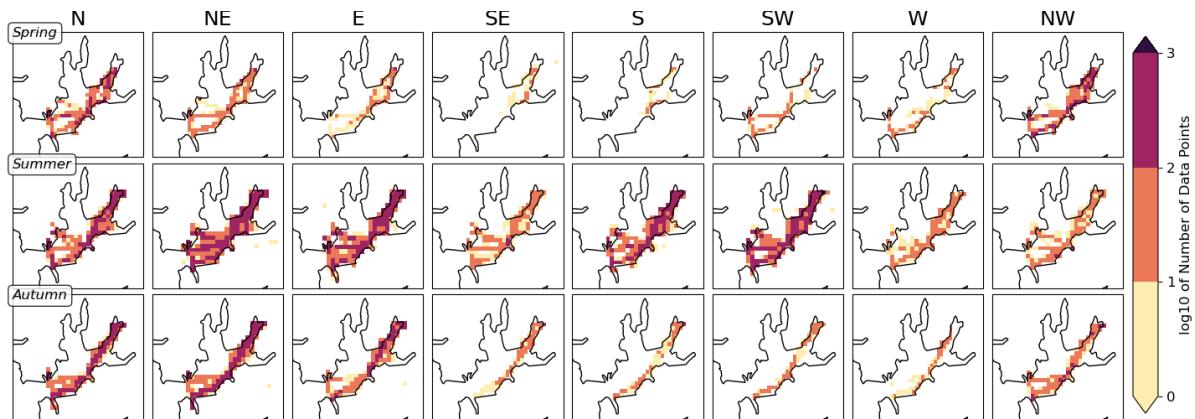 N NE E SE S SW W NW
Spring
Summer
Autumn
3
2
1
0
log10 of Number of Data Points